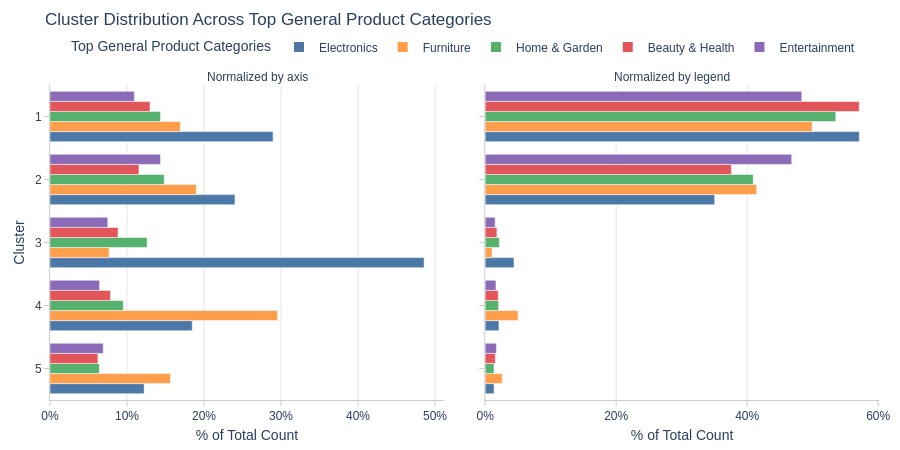 Cluster Distribution Across Top General Product Categories
Top General Product Categories Electronics Furniture Home & Garden Beauty & Health Entertainment
Normalized by axis
Normalized by legend
Cluster
1
2
3
4
5
0% 10% 20% 30% 40% 50%
0% 20% 40% 60%
% of Total Count
% of Total Count